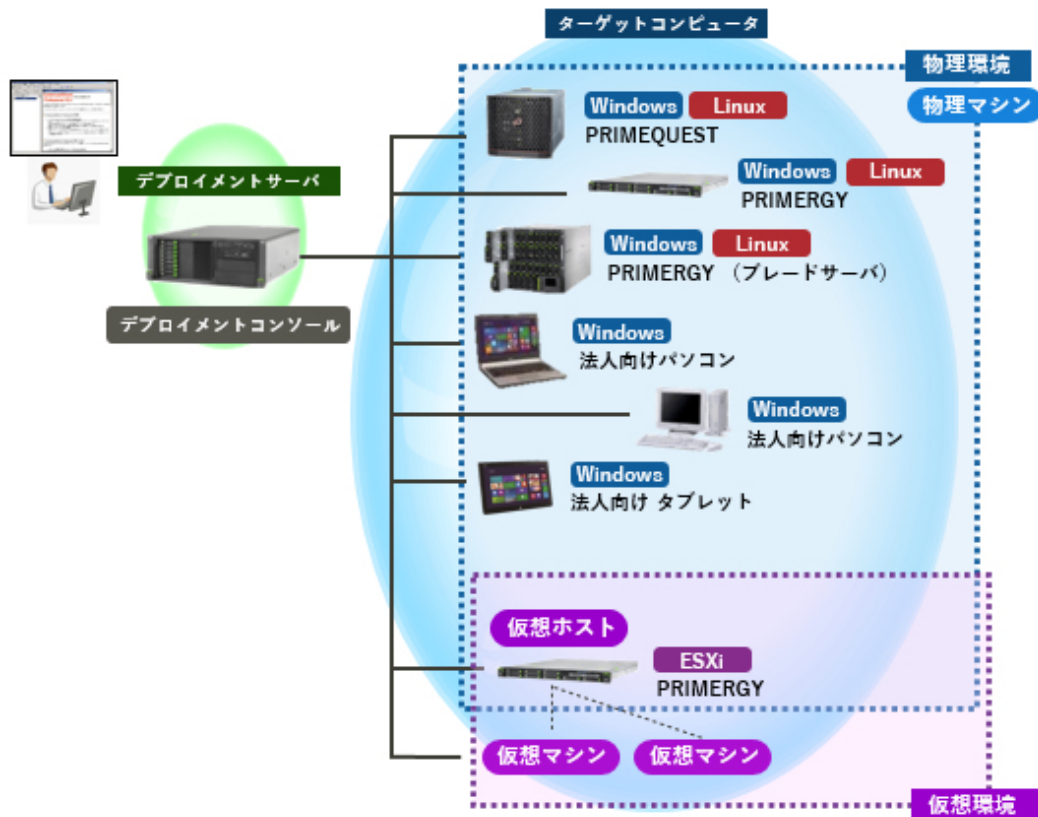 ターゲットコンピュータ
物理環境
物理マシン
Windows Linux
PRIMEQUEST
デプロイメントサーバ
Windows Linux
PRIMERGY
Windows Linux
PRIMERGY （ブレードサーバ）
デプロイメントコンソール
Windows
法人向けパソコン
Windows
法人向けパソコン
Windows
法人向け タブレット
仮想ホスト
ESXi
PRIMERGY
仮想マシン 仮想マシン
仮想環境